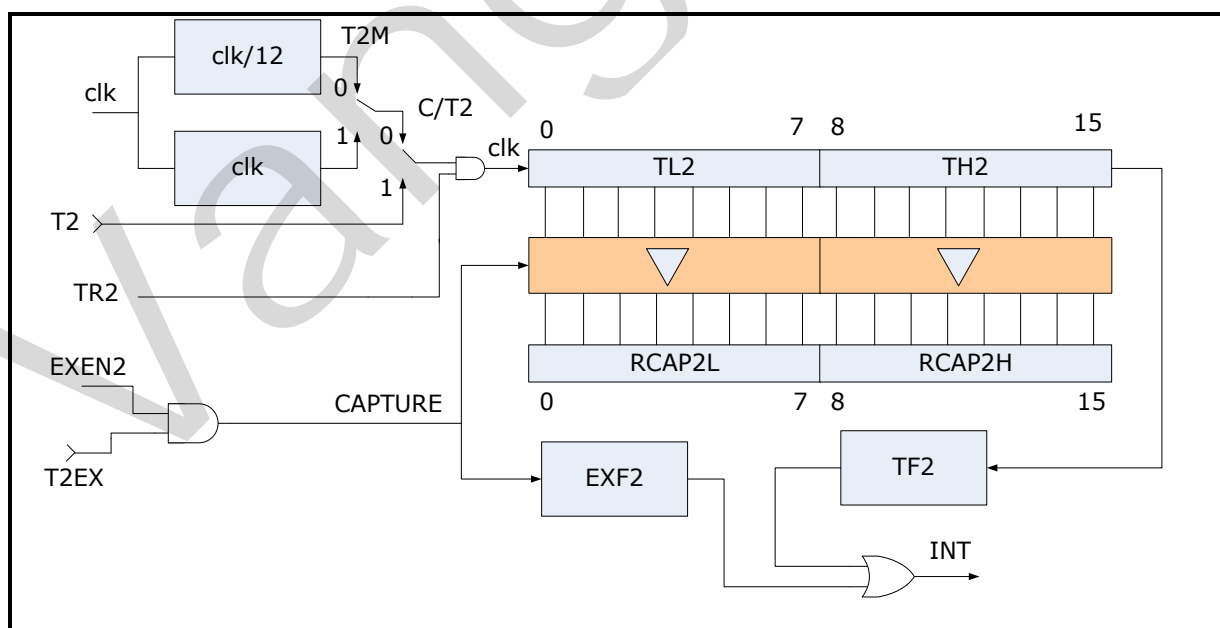 T2M
clk/12
0
clk
C/T2
1
0
clk
clk
1
T2
TR2
0 7 8 15
TL2 TH2
RCAP2L RCAP2H
0 7 8 15
EXEN2
T2EX
CAPTURE
EXF2
TF2
INT
Vang